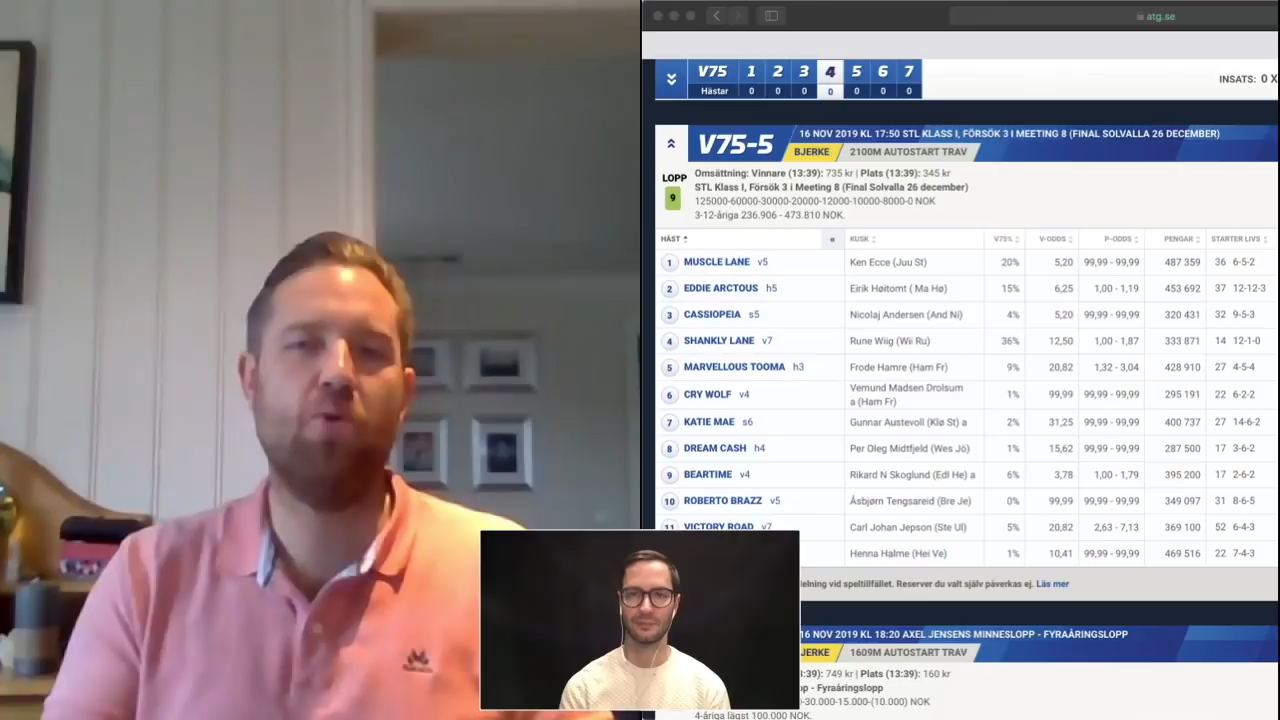 atg.se
V75 1 2 3 4 5 6 7
Hästar 0 0 0 0 0 0 0
INSATS: 0 X
V75-5
16 NOV 2019 KL 17:50 STL KLASS I, FÖRSÖK 3 I MEETING 8 (FINAL SOLVALLA 26 DECEMBER)
BJERKE 2100M AUTOSTART TRAV
LOPP
9
Omsättning: Vinnare (13:39): 735 kr | Plats (13:39): 345 kr
STL Klass I, Försök 3 i Meeting 8 (Final Solvalla 26 december)
125000-60000-30000-20000-12000-10000-8000-0 NOK
3-12-åriga 236.906 - 473.810 NOK.
HÄST « KUSK V75% V-ODDS P-ODDS PENGAR STARTER LIVS
1 MUSCLE LANE v5 Ken Ecce (Juu St) 20% 5,20 99,99 - 99,99 487 359 36 6-5-2
2 EDDIE ARCTOUS h5 Eirik Høitomt ( Ma Hø) 15% 6,25 1,00 - 1,19 453 692 37 12-12-3
3 CASSIOPEIA s5 Nicolaj Andersen (And Ni) 4% 5,20 99,99 - 99,99 320 431 32 9-5-3
4 SHANKLY LANE v7 Rune Wiig (Wii Ru) 36% 12,50 1,00 - 1,87 333 871 14 12-1-0
5 MARVELLOUS TOOMA h3 Frode Hamre (Ham Fr) 9% 20,82 1,32 - 3,04 428 910 27 4-5-4
6 CRY WOLF v4 Vemund Madsen Drolsum
a (Ham Fr) 1% 99,99 99,99 - 99,99 295 191 22 6-2-2
7 KATIE MAE s6 Gunnar Austevoll (Klø St) a 2% 31,25 99,99 - 99,99 400 737 27 14-6-2
8 DREAM CASH h4 Per Oleg Midtfjeld (Wes Jö) 1% 15,62 99,99 - 99,99 287 500 17 3-6-2
9 BEARTIME v4 Rikard N Skoglund (Edl He) a 6% 3,78 1,00 - 1,79 395 200 17 2-6-2
10 ROBERTO BRAZZ v5 Åsbjørn Tengsareid (Bre Je) 0% 99,99 99,99 - 99,99 349 097 31 8-6-5
11 VICTORY ROAD v7 Carl Johan Jepson (Ste Ul) 5% 20,82 2,63 - 7,13 369 100 52 6-4-3
Henna Halme (Hei Ve) 1% 10,41 99,99 - 99,99 469 516 22 7-4-3
delning vid speltillfället. Reserver du valt själv påverkas ej. Läs mer
16 NOV 2019 KL 18:20 AXEL JENSENS MINNESLOPP - FYRAÅRINGSLOPP
JERKE 1609M AUTOSTART TRAV
3:39): 749 kr | Plats (13:39): 160 kr
op - Fyraåringslopp
-30.000-15.000-(10.000) NOK
4-åriga lägst 100.000 NOK.